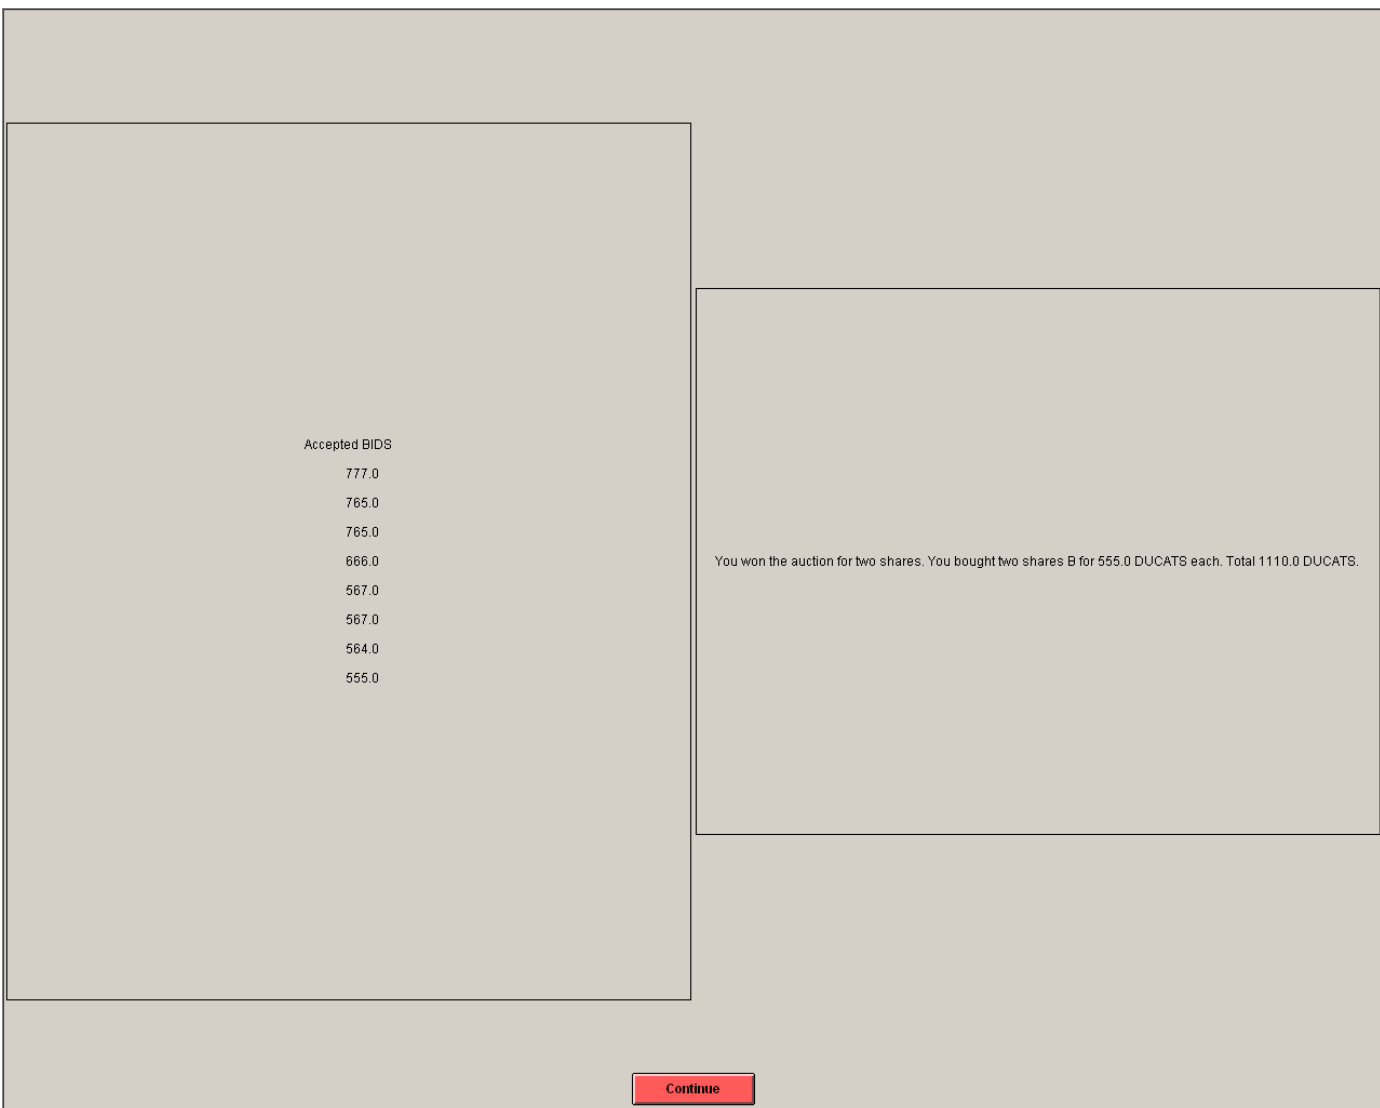 Accepted BIDS
777.0
765.0
765.0
666.0
567.0
567.0
564.0
555.0
You won the auction for two shares. You bought two shares B for 555.0 DUCATS each. Total 1110.0 DUCATS.
Continue